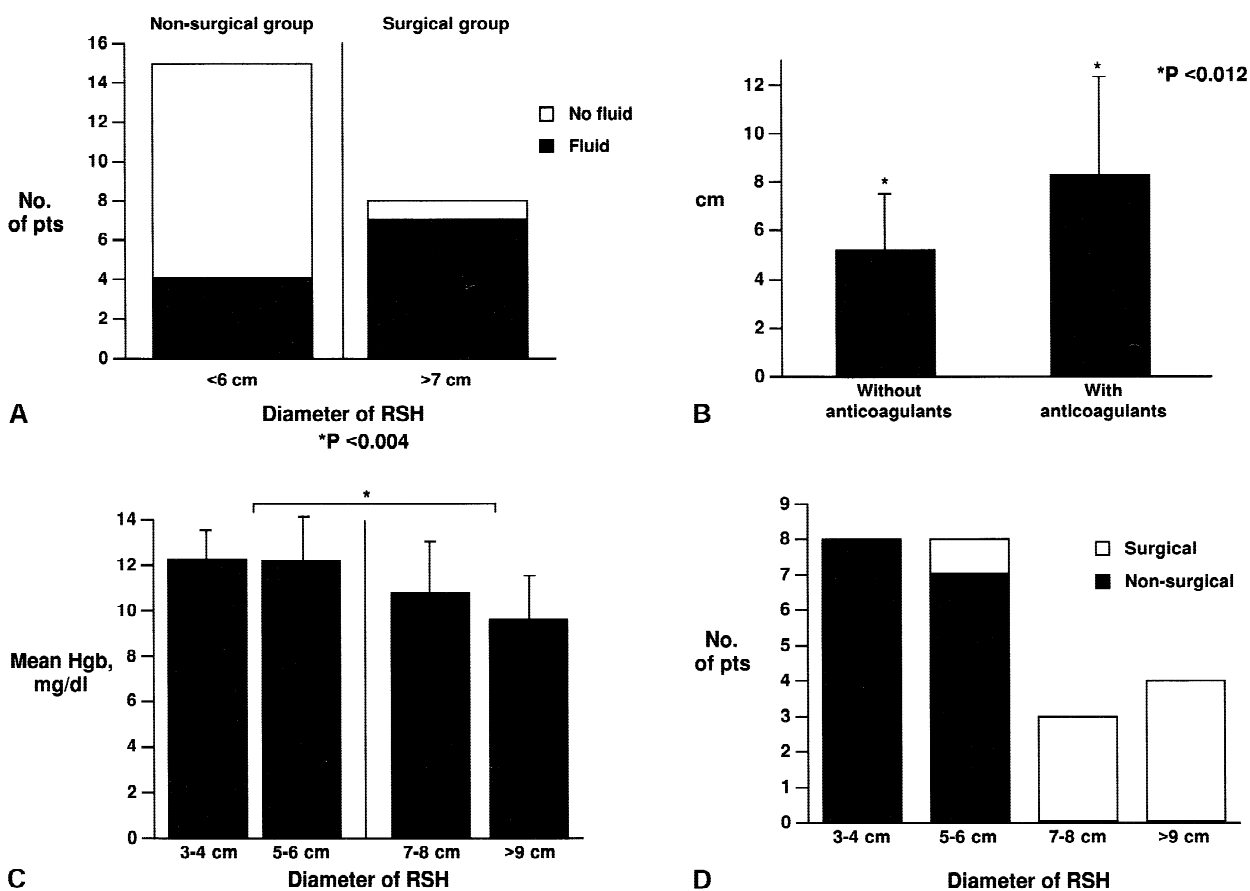 Non-surgical group
Surgical group
16
14
12
10
8
6
4
2
0
No.
of pts
No fluid
Fluid
<6 cm
>7 cm
Diameter of RSH
A
*P <0.012
12
10
8
6
4
2
0
cm
*
*
Without
anticoagulants
With
anticoagulants
B
*P <0.004
*
14
12
10
8
6
4
2
0
Mean Hgb,
mg/dl
3-4 cm
5-6 cm
7-8 cm
>9 cm
Diameter of RSH
C
9
8
7
6
5
4
3
2
1
0
No.
of pts
Surgical
Non-surgical
3-4 cm
5-6 cm
7-8 cm
>9 cm
Diameter of RSH
D